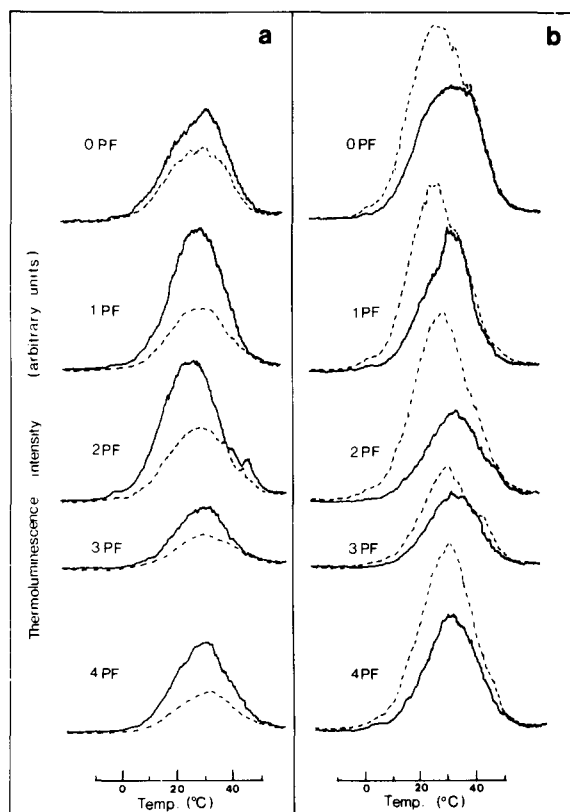 a
b
0 PF
1 PF
2 PF
3 PF
4 PF
0 PF
1 PF
2 PF
3 PF
4 PF
Thermoluminescence intensity (arbitrary units)
0 20 40
Temp. (°C)
0 20 40
Temp. (°C)